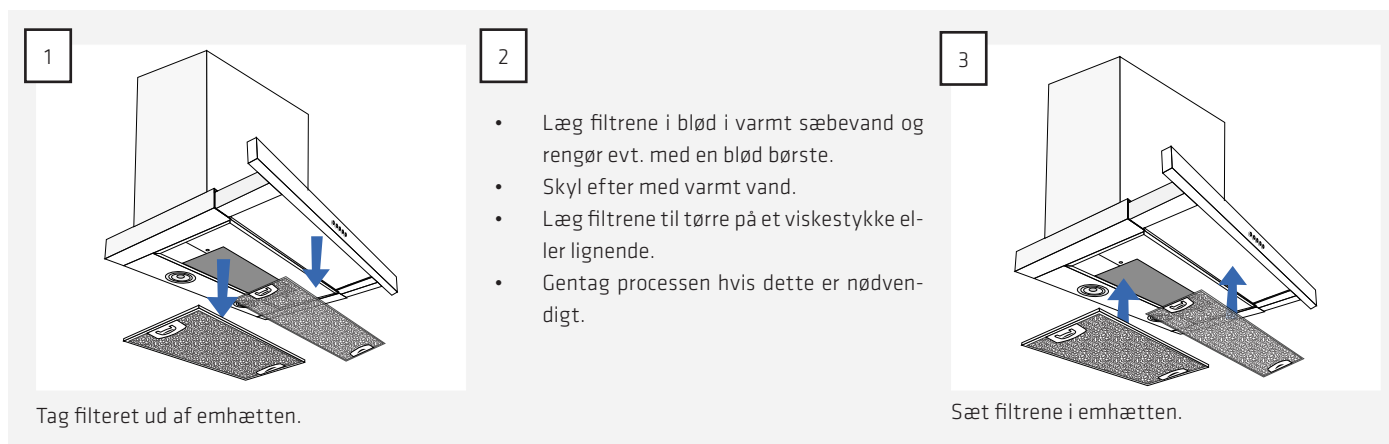 1
Tag filteret ud af emhætten.
2
• Læg filtrene i blød i varmt sæbevand og
rengør evt. med en blød børste.
• Skyl efter med varmt vand.
• Læg filtrene til tørre på et viskestykke el-
ler lignende.
• Gentag processen hvis dette er nødven-
digt.
3
Sæt filtrene i emhætten.